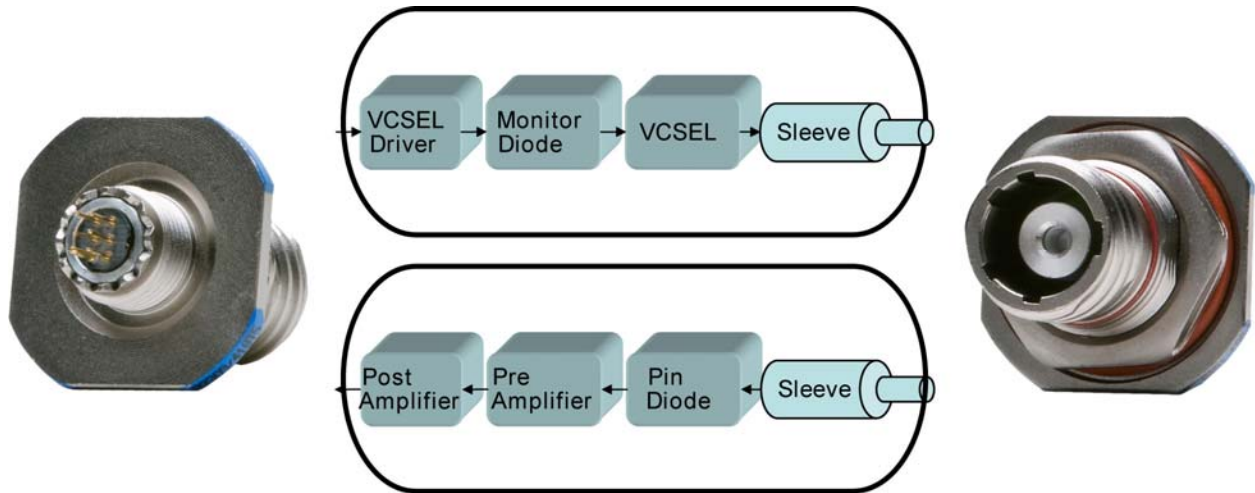 VCSEL
Driver
Monitor
Diode
VCSEL
Sleeve
Post
Amplifier
Pre
Amplifier
Pin
Diode
Sleeve